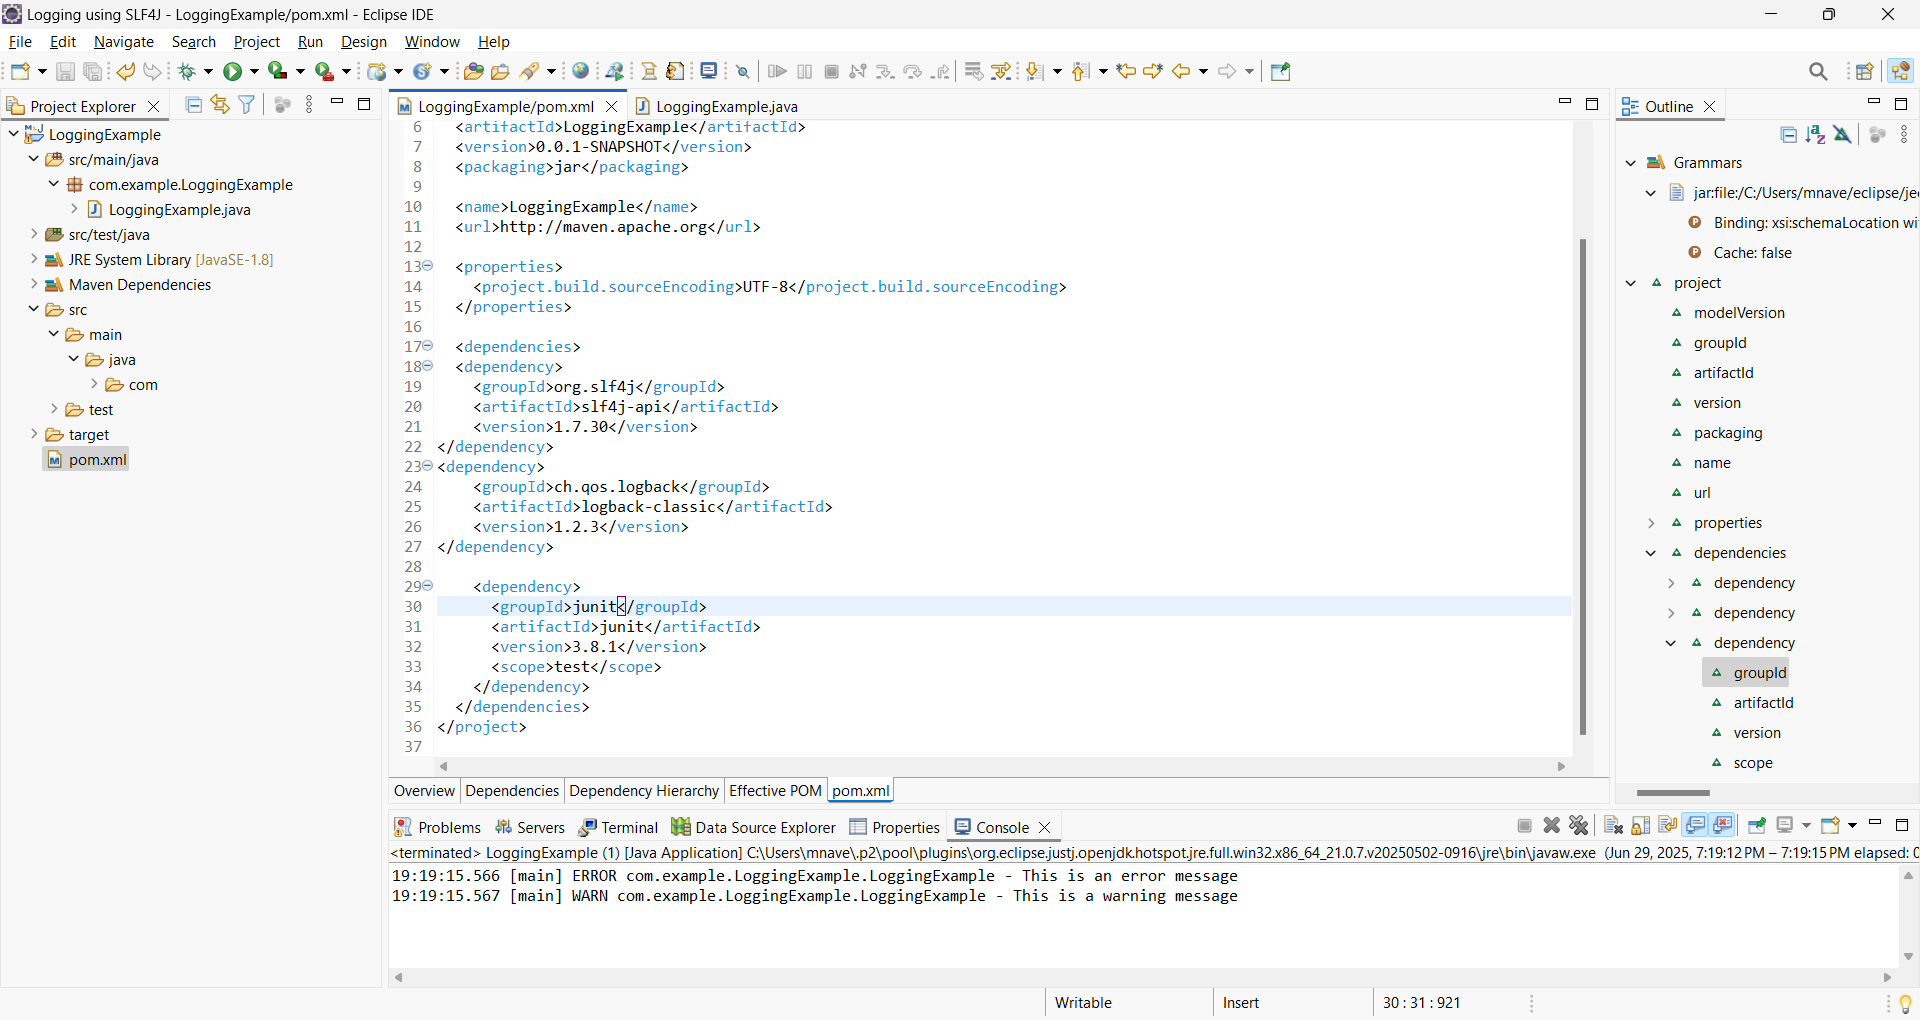 Logging using SLF4J - LoggingExample/pom.xml - Eclipse IDE
File Edit Navigate Search Project Run Design Window Help
Project Explorer
LoggingExample
src/main/java
com.example.LoggingExample
LoggingExample.java
src/test/java
JRE System Library [JavaSE-1.8]
Maven Dependencies
src
main
java
com
test
target
pom.xml
LoggingExample/pom.xml LoggingExample.java
6 <artifactId>LoggingExample</artifactId>
7 <version>0.0.1-SNAPSHOT</version>
8 <packaging>jar</packaging>
9
10 <name>LoggingExample</name>
11 <url>http://maven.apache.org</url>
12
13 <properties>
14 <project.build.sourceEncoding>UTF-8</project.build.sourceEncoding>
15 </properties>
16
17 <dependencies>
18 <dependency>
19 <groupId>org.slf4j</groupId>
20 <artifactId>slf4j-api</artifactId>
21 <version>1.7.30</version>
22 </dependency>
23 <dependency>
24 <groupId>ch.qos.logback</groupId>
25 <artifactId>logback-classic</artifactId>
26 <version>1.2.3</version>
27 </dependency>
28
29 <dependency>
30 <groupId>junit</groupId>
31 <artifactId>junit</artifactId>
32 <version>3.8.1</version>
33 <scope>test</scope>
34 </dependency>
35 </dependencies>
36 </project>
37
Overview Dependencies Dependency Hierarchy Effective POM pom.xml
Outline
Grammars
jar:file:/C:/Users/mnave/eclipse/jee
Binding: xsi:schemaLocation wi
Cache: false
project
modelVersion
groupId
artifactId
version
packaging
name
url
properties
dependencies
dependency
dependency
dependency
groupId
artifactId
version
scope
Problems Servers Terminal Data Source Explorer Properties Console
<terminated> LoggingExample (1) [Java Application] C:\Users\mnave\.p2\pool\plugins\org.eclipse.justj.openjdk.hotspot.jre.full.win32.x86_64_21.0.7.v20250502-0916\jre\bin\javaw.exe (Jun 29, 2025, 7:19:12 PM – 7:19:15 PM elapsed: 0
19:19:15.566 [main] ERROR com.example.LoggingExample.LoggingExample - This is an error message
19:19:15.567 [main] WARN com.example.LoggingExample.LoggingExample - This is a warning message
Writable Insert 30 : 31 : 921